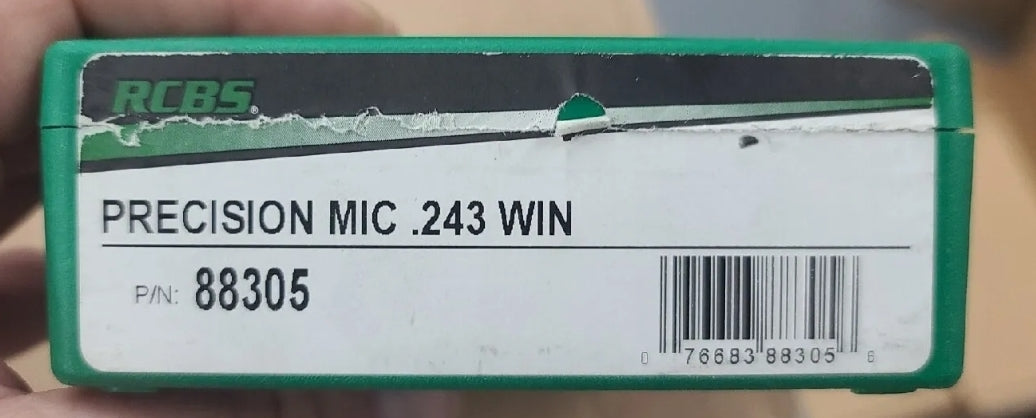 RCBS®
PRECISION MIC .243 WIN
P/N: 88305
0 76683 88305 6